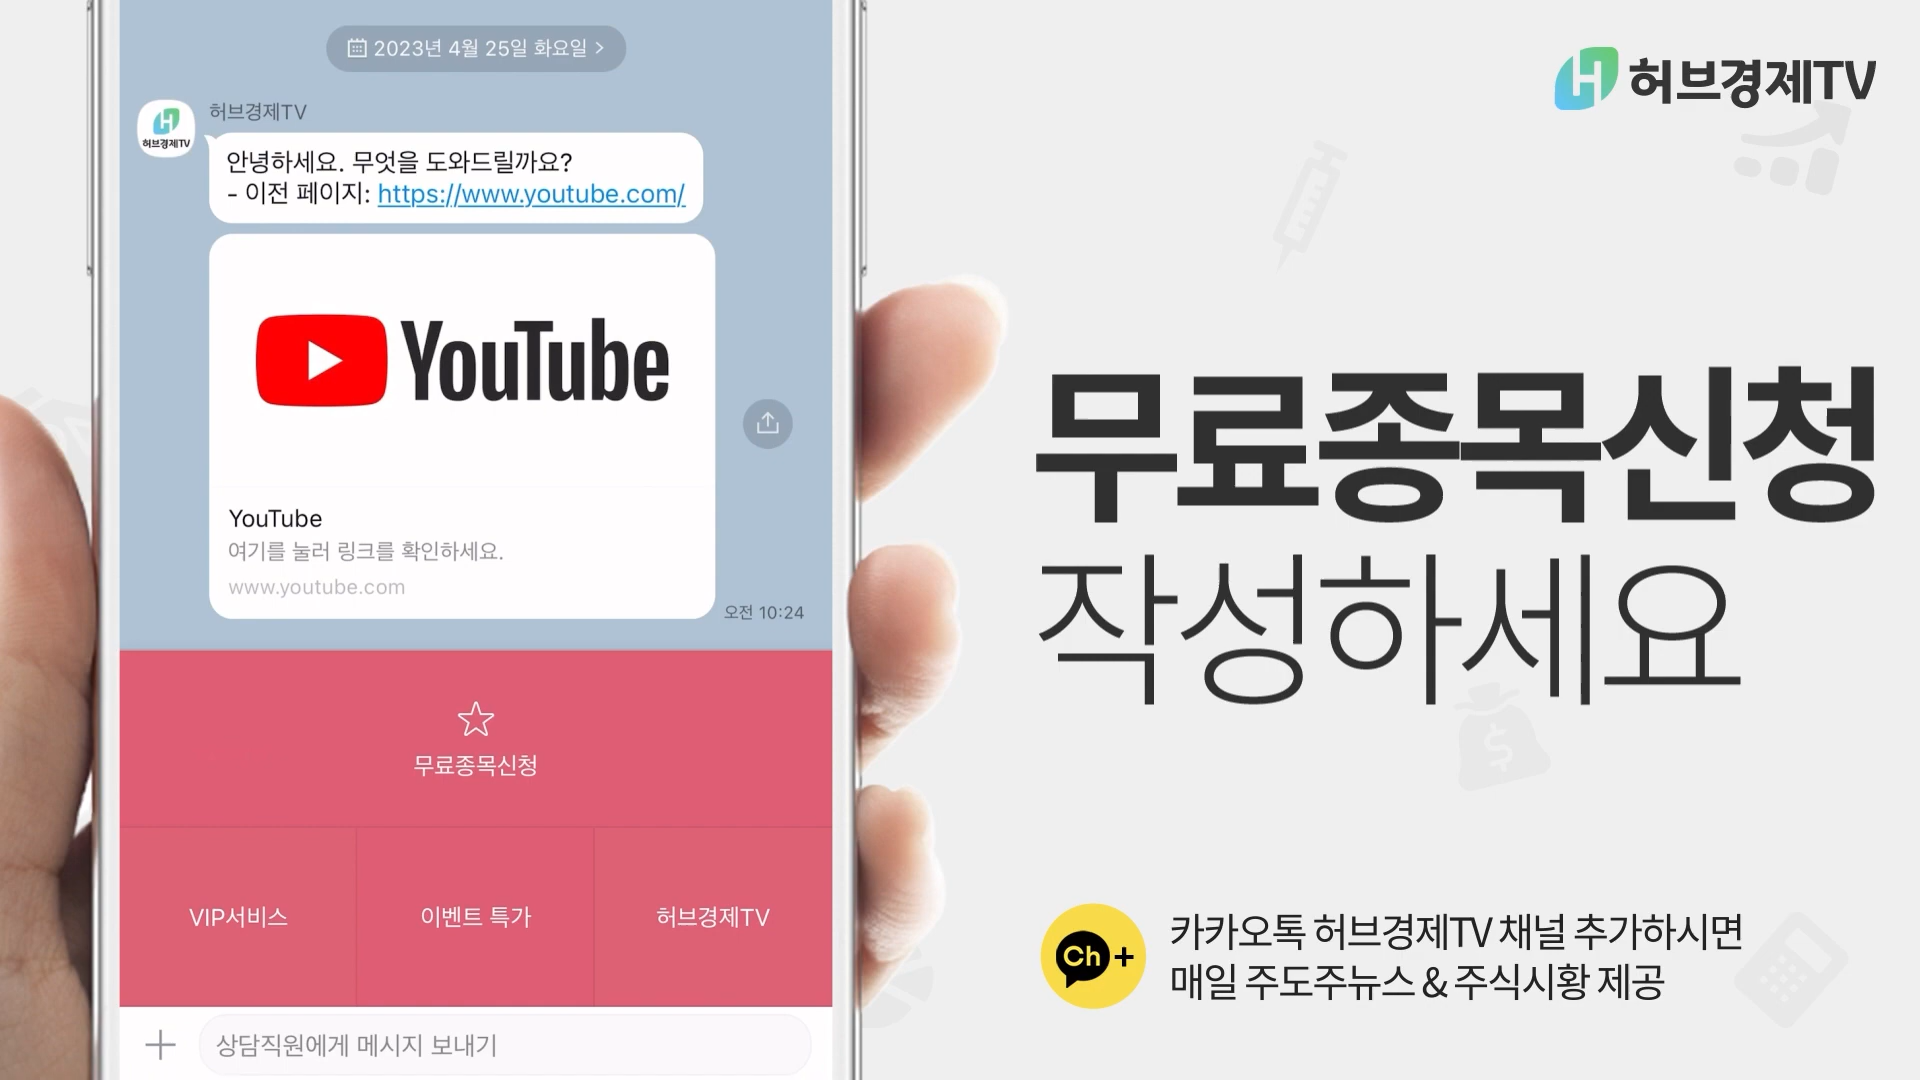 2023년 4월 25일 화요일 >
허브경제TV
허브경제TV
안녕하세요. 무엇을 도와드릴까요?
- 이전 페이지: https://www.youtube.com/
YouTube
YouTube
여기를 눌러 링크를 확인하세요.
www.youtube.com
오전 10:24
무료종목신청
VIP서비스
이벤트 특가
허브경제TV
상담직원에게 메시지 보내기
허브경제TV
무료종목신청
작성하세요
Ch+
카카오톡 허브경제TV 채널 추가하시면
매일 주도주뉴스 & 주식시황 제공